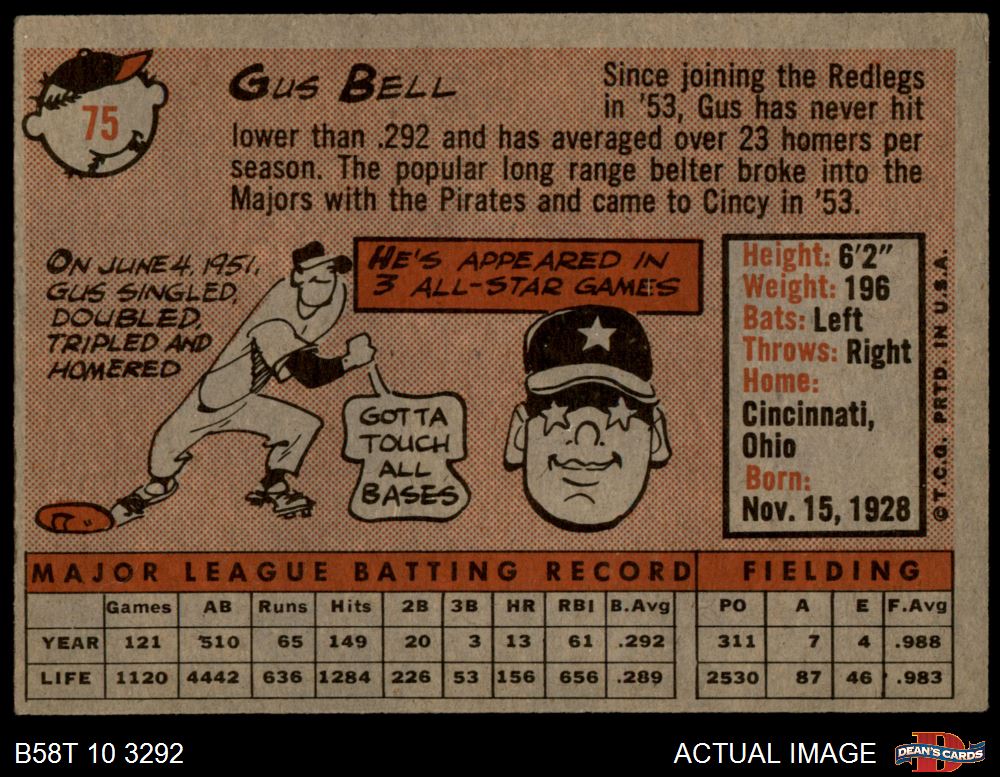 75
GUS BELL
Since joining the Redlegs
in '53, Gus has never hit
lower than .292 and has averaged over 23 homers per
season. The popular long range belter broke into the
Majors with the Pirates and came to Cincy in '53.
ON JUNE 4, 1951,
GUS SINGLED,
DOUBLED,
TRIPLED AND
HOMERED
GOTTA
TOUCH
ALL
BASES
HE'S APPEARED IN
3 ALL-STAR GAMES
Height: 6'2"
Weight: 196
Bats: Left
Throws: Right
Home:
Cincinnati,
Ohio
Born:
Nov. 15, 1928
© T.C.G. PRTD. IN U.S.A.
MAJOR LEAGUE BATTING RECORD FIELDING
Games AB Runs Hits 2B 3B HR RBI B.Avg PO A E F.Avg
YEAR 121 510 65 149 20 3 13 61 .292 311 7 4 .988
LIFE 1120 4442 636 1284 226 53 156 656 .289 2530 87 46 .983
B58T 10 3292
ACTUAL IMAGE
D
DEAN'S CARDS